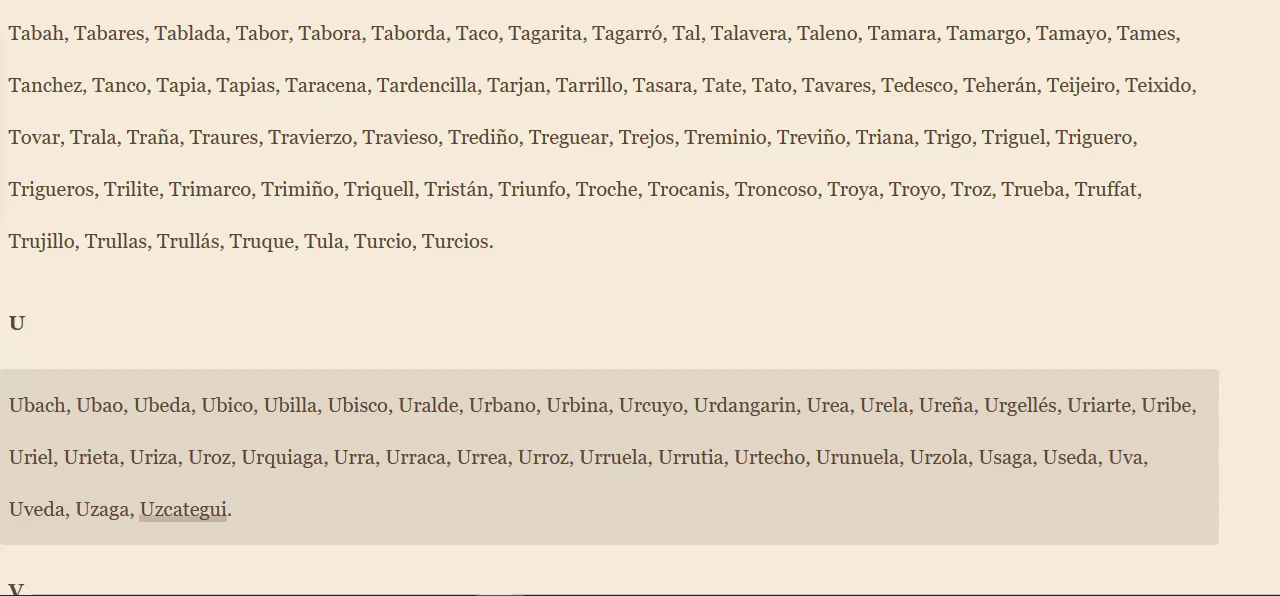 Tabah, Tabares, Tablada, Tabor, Tabora, Taborda, Taco, Tagarita, Tagarró, Tal, Talavera, Taleno, Tamara, Tamargo, Tamayo, Tames,
Tanchez, Tanco, Tapia, Tapias, Taracena, Tardencilla, Tarjan, Tarrillo, Tasara, Tate, Tato, Tavares, Tedesco, Teherán, Teijeiro, Teixido,
Tovar, Trala, Traña, Traures, Travierzo, Travieso, Trediño, Treguear, Trejos, Treminio, Treviño, Triana, Trigo, Triguel, Triguero,
Trigueros, Trilite, Trimarco, Trimiño, Triquell, Tristán, Triunfo, Troche, Trocanis, Troncoso, Troya, Troyo, Troz, Trueba, Truffat,
Trujillo, Trullas, Trullás, Truque, Tula, Turcio, Turcios.
U
Ubach, Ubao, Ubeda, Ubico, Ubilla, Ubisco, Uralde, Urbano, Urbina, Urcuyo, Urdangarin, Urea, Urela, Ureña, Urgellés, Uriarte, Uribe,
Uriel, Urieta, Uriza, Uroz, Urquiaga, Urra, Urraca, Urrea, Urroz, Urruela, Urrutia, Urtecho, Urunuela, Urzola, Usaga, Useda, Uva,
Uveda, Uzaga, Uzcategui.
V